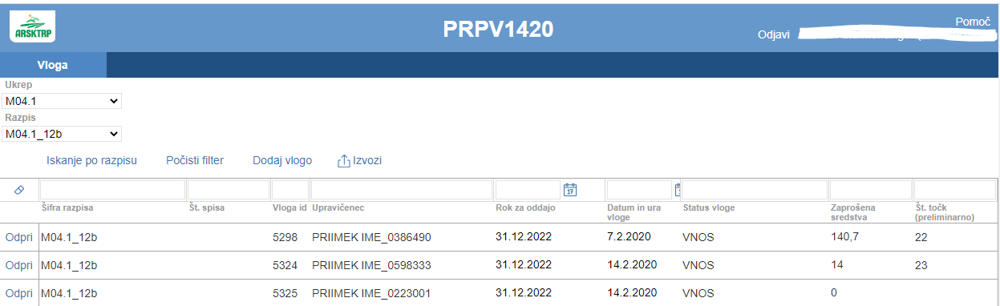 ARSKTRP
PRPV1420
Pomoč
Odjavi
Vloga
Ukrep
M04.1
Razpis
M04.1_12b
Iskanje po razpisu Počisti filter Dodaj vlogo Izvozi
17
Šifra razpisa Št. spisa Vloga id Upravičenec Rok za oddajo Datum in ura vloge Status vloge Zaprošena sredstva Št. točk (preliminarno)
Odpri M04.1_12b 5298 PRIIMEK IME_0386490 31.12.2022 7.2.2020 VNOS 140,7 22
Odpri M04.1_12b 5324 PRIIMEK IME_0598333 31.12.2022 14.2.2020 VNOS 14 23
Odpri M04.1_12b 5325 PRIIMEK IME_0223001 31.12.2022 14.2.2020 VNOS 0